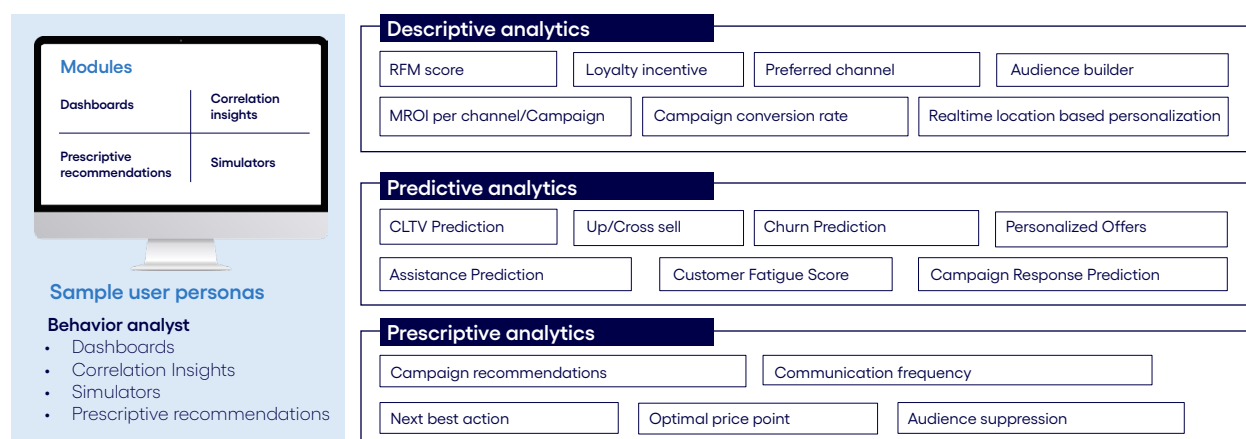 Modules
Dashboards
Correlation
insights
Prescriptive
recommendations
Simulators
Sample user personas
Behavior analyst
• Dashboards
• Correlation Insights
• Simulators
• Prescriptive recommendations
Descriptive analytics
RFM score
Loyalty incentive
Preferred channel
Audience builder
MROI per channel/Campaign
Campaign conversion rate
Realtime location based personalization
Predictive analytics
CLTV Prediction
Up/Cross sell
Churn Prediction
Personalized Offers
Assistance Prediction
Customer Fatigue Score
Campaign Response Prediction
Prescriptive analytics
Campaign recommendations
Communication frequency
Next best action
Optimal price point
Audience suppression